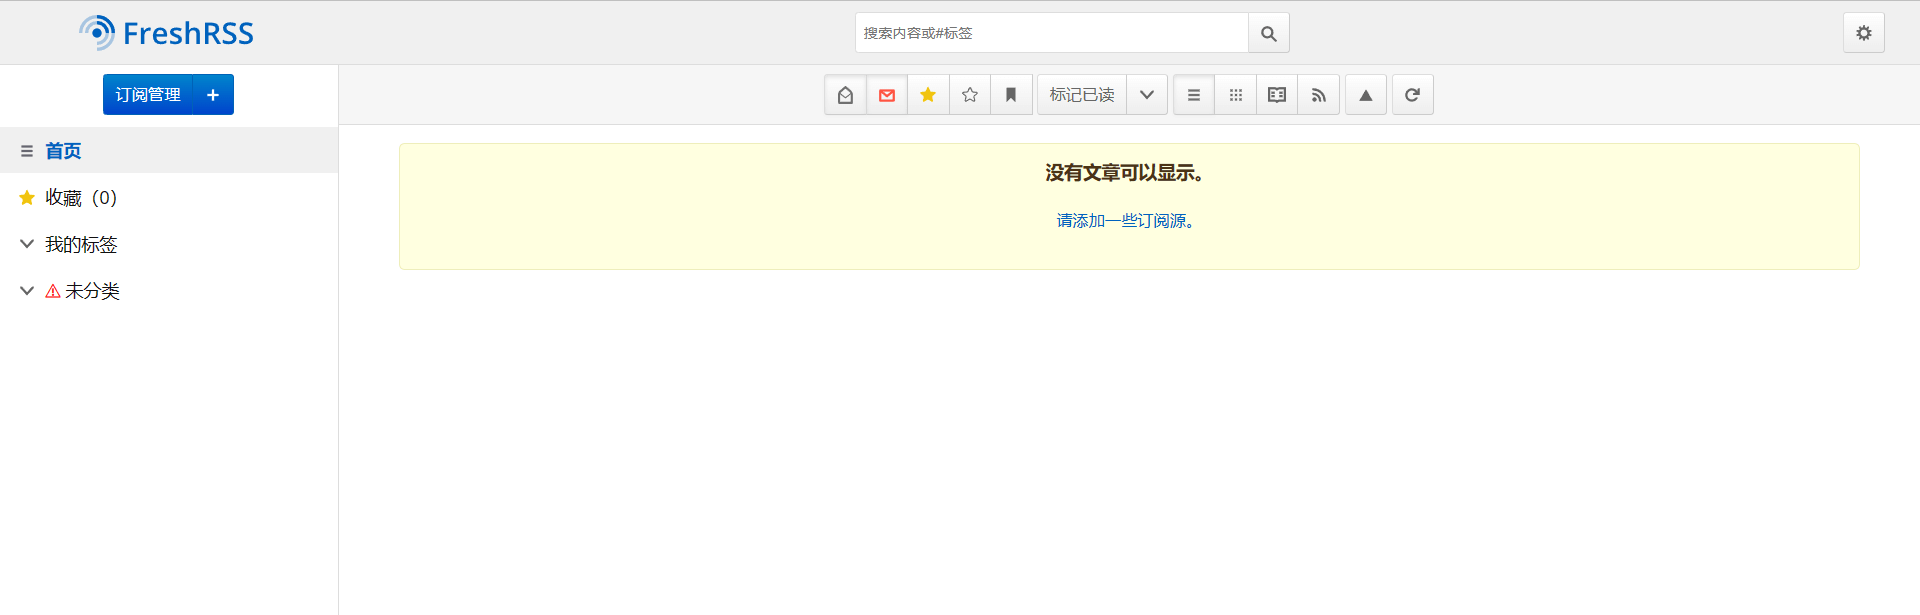 FreshRSS
搜索内容或#标签
订阅管理
标记已读
首页
收藏（0）
我的标签
未分类
没有文章可以显示。
请添加一些订阅源。